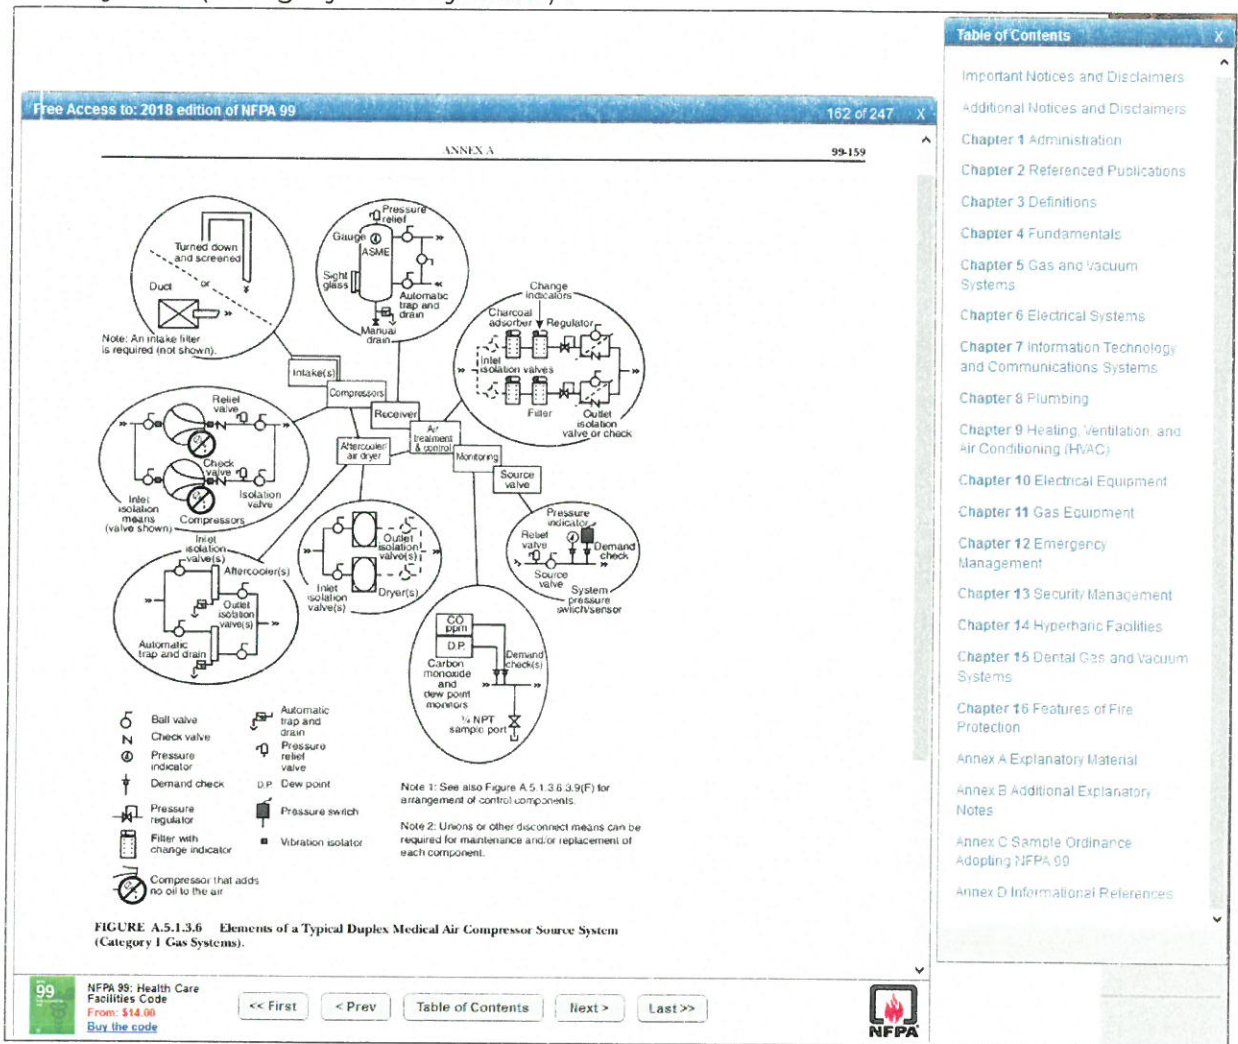 Table of Contents X
Important Notices and Disclaimers
Additional Notices and Disclaimers
Chapter 1 Administration
Chapter 2 Referenced Publications
Chapter 3 Definitions
Chapter 4 Fundamentals
Chapter 5 Gas and Vacuum
Systems
Chapter 6 Electrical Systems
Chapter 7 Information Technology
and Communications Systems
Chapter 8 Plumbing
Chapter 9 Heating, Ventilation, and
Air Conditioning (HVAC)
Chapter 10 Electrical Equipment
Chapter 11 Gas Equipment
Chapter 12 Emergency
Management
Chapter 13 Security Management
Chapter 14 Hyperbaric Facilities
Chapter 15 Dental Gas and Vacuum
Systems
Chapter 16 Features of Fire
Protection
Annex A Explanatory Material
Annex B Additional Explanatory
Notes
Annex C Sample Ordinance
Adopting NFPA 99
Annex D Informational References
Free Access to: 2018 edition of NFPA 99 162 of 247 X
ANNEX A 99-159
Turned down
and screened
or
Duct
Note: An intake filter
is required (not shown).
Pressure
relief
Gauge
ASME
Sight
glass
Automatic
trap and
drain
Manual
drain
Change
indicators
Charcoal
adsorber
Regulator
Inlet
isolation valves
Filter
Outlet
isolation
valve or check
Intake(s)
Compressors
Receiver
Air
treatment
& control
Aftercooler/
air dryer
Monitoring
Source
valve
Relief
valve
Check
valve
Inlet
isolation
means
(valve shown)
Compressors
Isolation
valve
Inlet
isolation
valve(s)
Aftercooler(s)
Outlet
isolation
valve(s)
Automatic
trap and drain
Outlet
isolation
valve(s)
Inlet
isolation
valve(s)
Dryer(s)
Pressure
indicator
Relief
valve
Demand
check
Source
valve
System
pressure
switch/sensor
CO
ppm
D.P.
Carbon
monoxide
and
dew point
monitors
Demand
check(s)
¼ NPT
sample port
Ball valve
Check valve
Pressure
indicator
Demand check
Pressure
regulator
Filter with
change indicator
Compressor that adds
no oil to the air
Automatic
trap and
drain
Pressure
relief
valve
D.P. Dew point
Pressure switch
Vibration isolator
Note 1: See also Figure A.5.1.3.6.3.9(F) for
arrangement of control components.
Note 2: Unions or other disconnect means can be
required for maintenance and/or replacement of
each component.
FIGURE A.5.1.3.6 Elements of a Typical Duplex Medical Air Compressor Source System
(Category 1 Gas Systems).
99
NFPA 99: Health Care
Facilities Code
From: $14.00
Buy the code
<< First
< Prev
Table of Contents
Next >
Last >>
NFPA